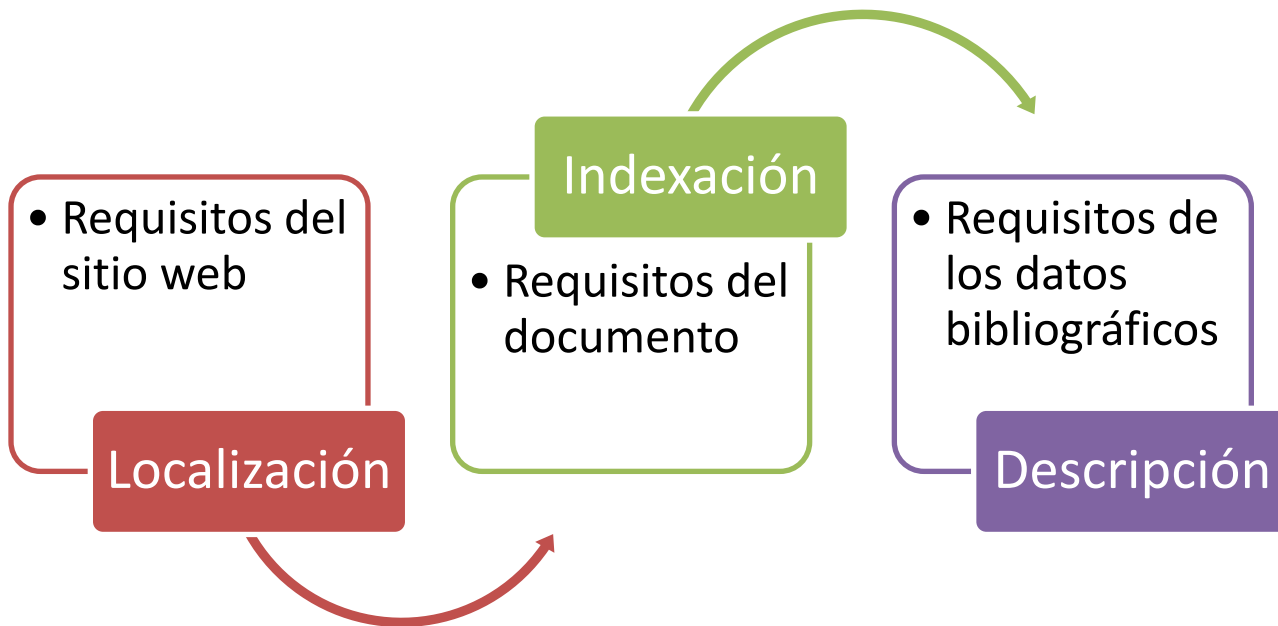 • Requisitos del
sitio web
Localización
Indexación
• Requisitos del
documento
• Requisitos de
los datos
bibliográficos
Descripción